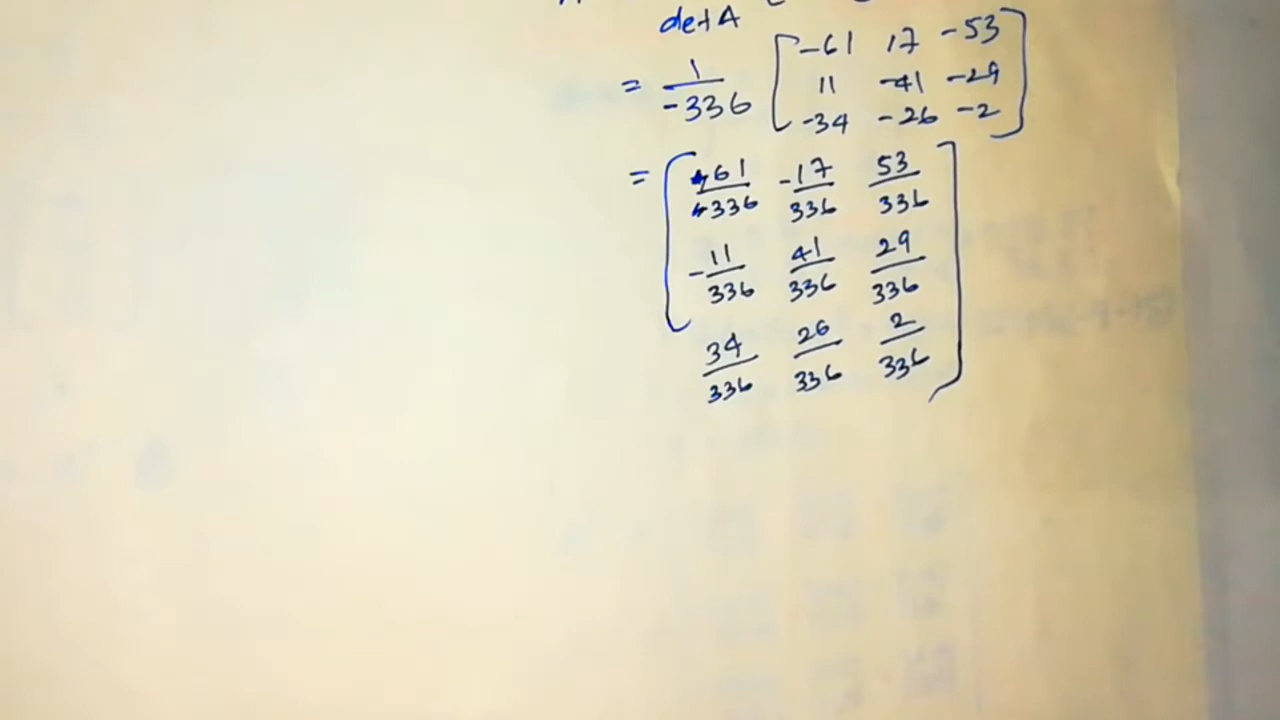 det A
= 1/-336 [ -61 17 -53
11 -41 -29
-34 -26 -2 ]
= [ 61/336 -17/336 53/336
-11/336 41/336 29/336
34/336 26/336 2/336 ]